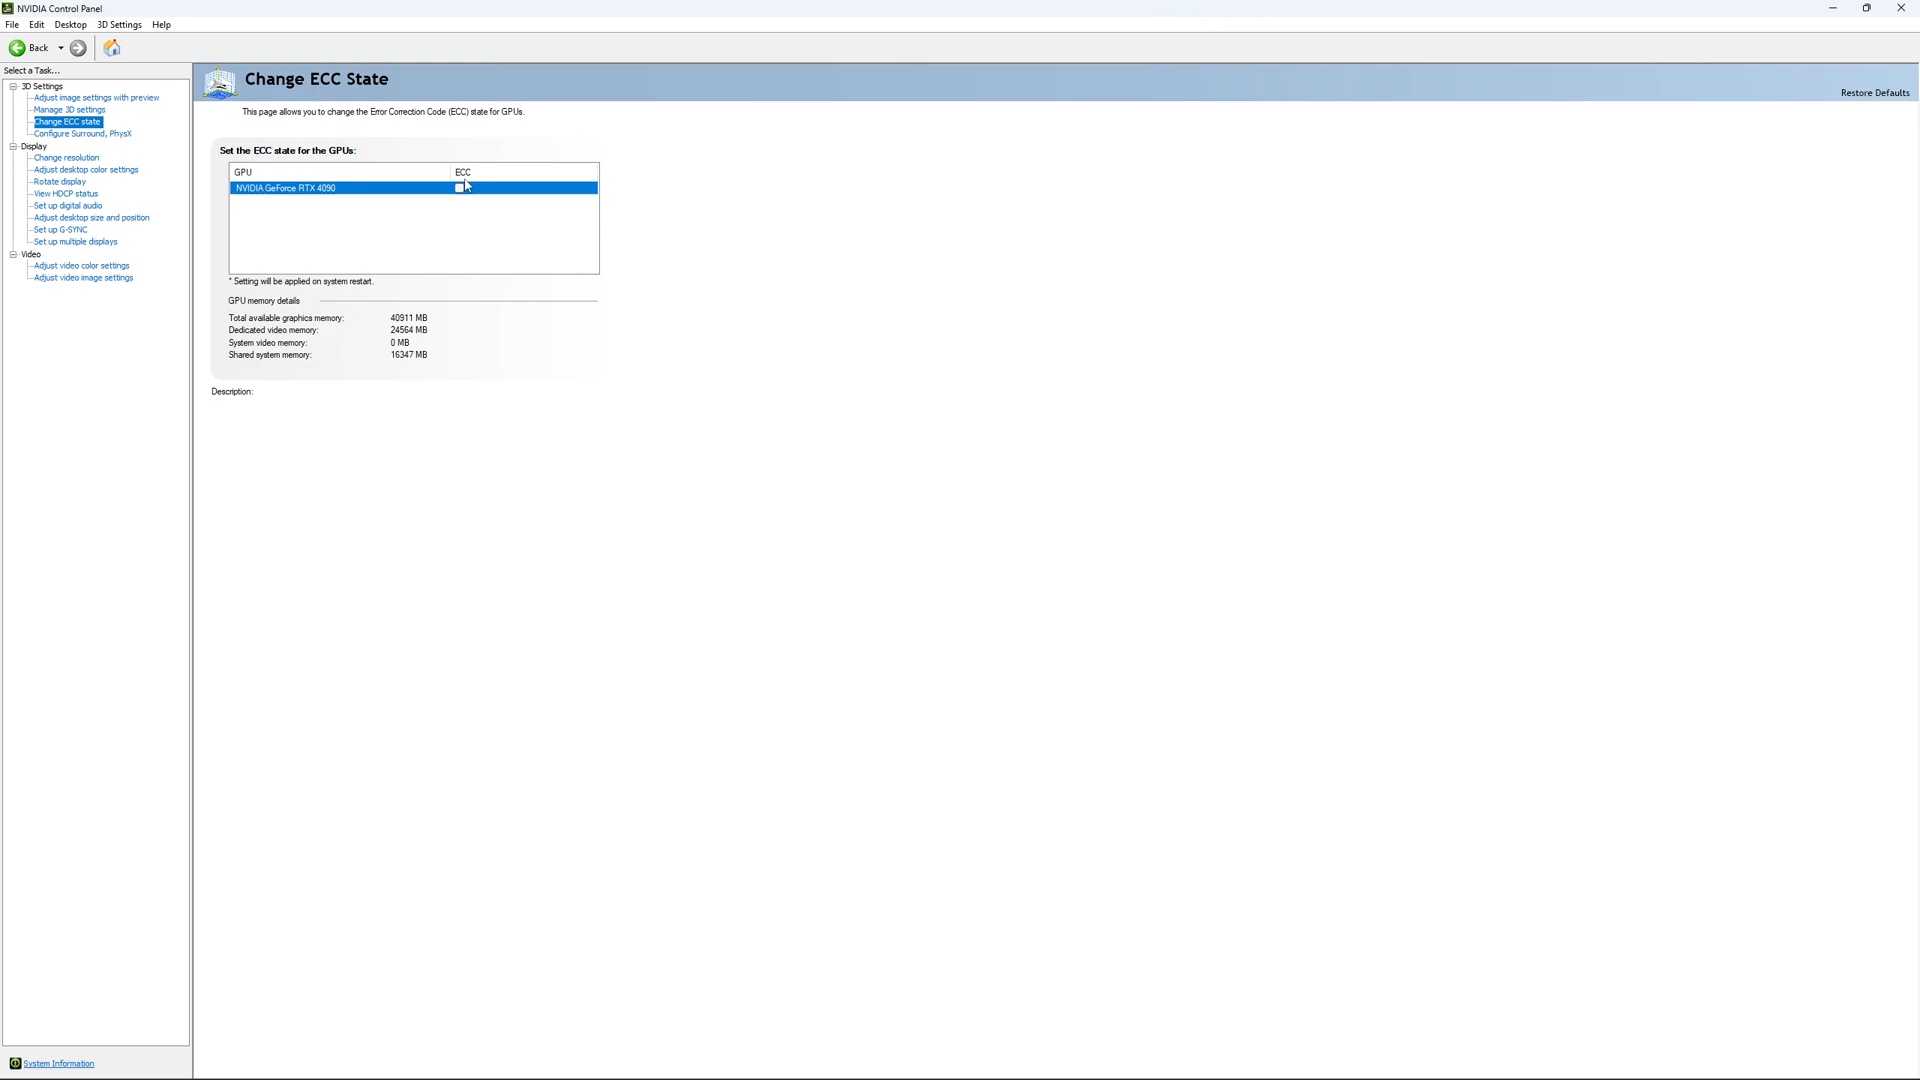 NVIDIA Control Panel
File Edit Desktop 3D Settings Help
Back
Select a Task...
3D Settings
Adjust image settings with preview
Manage 3D settings
Change ECC state
Configure Surround, PhysX
Display
Change resolution
Adjust desktop color settings
Rotate display
View HDCP status
Set up digital audio
Adjust desktop size and position
Set up G-SYNC
Set up multiple displays
Video
Adjust video color settings
Adjust video image settings
System Information
Change ECC State
Restore Defaults
This page allows you to change the Error Correction Code (ECC) state for GPUs.
Set the ECC state for the GPUs:
GPU ECC
NVIDIA GeForce RTX 4090
* Setting will be applied on system restart.
GPU memory details
Total available graphics memory: 40911 MB
Dedicated video memory: 24564 MB
System video memory: 0 MB
Shared system memory: 16347 MB
Description: